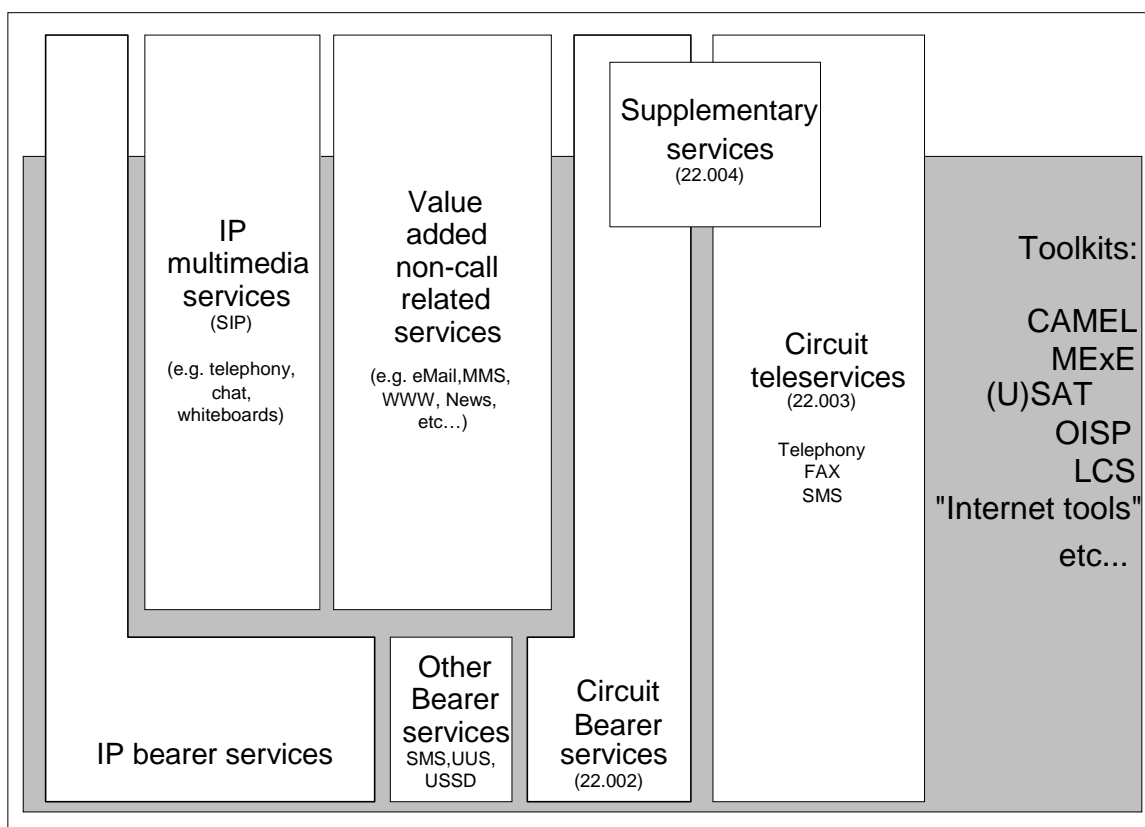 Supplementary
services
(22.004)
IP
multimedia
services
(SIP)
(e.g. telephony,
chat,
whiteboards)
Value
added
non-call
related
services
(e.g. eMail,MMS,
WWW, News,
etc…)
Circuit
teleservices
(22.003)
Telephony
FAX
SMS
Toolkits:
CAMEL
MExE
(U)SAT
OISP
LCS
"Internet tools"
etc...
IP bearer services
Other
Bearer
services
SMS,UUS,
USSD
Circuit
Bearer
services
(22.002)